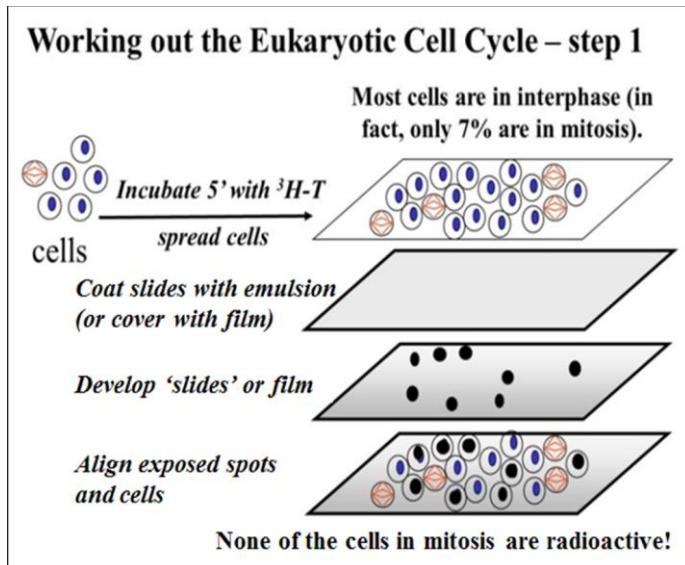 Working out the Eukaryotic Cell Cycle – step 1
Most cells are in interphase (in
fact, only 7% are in mitosis).
Incubate 5’ with ³H-T
spread cells
cells
Coat slides with emulsion
(or cover with film)
Develop ‘slides’ or film
Align exposed spots
and cells
None of the cells in mitosis are radioactive!